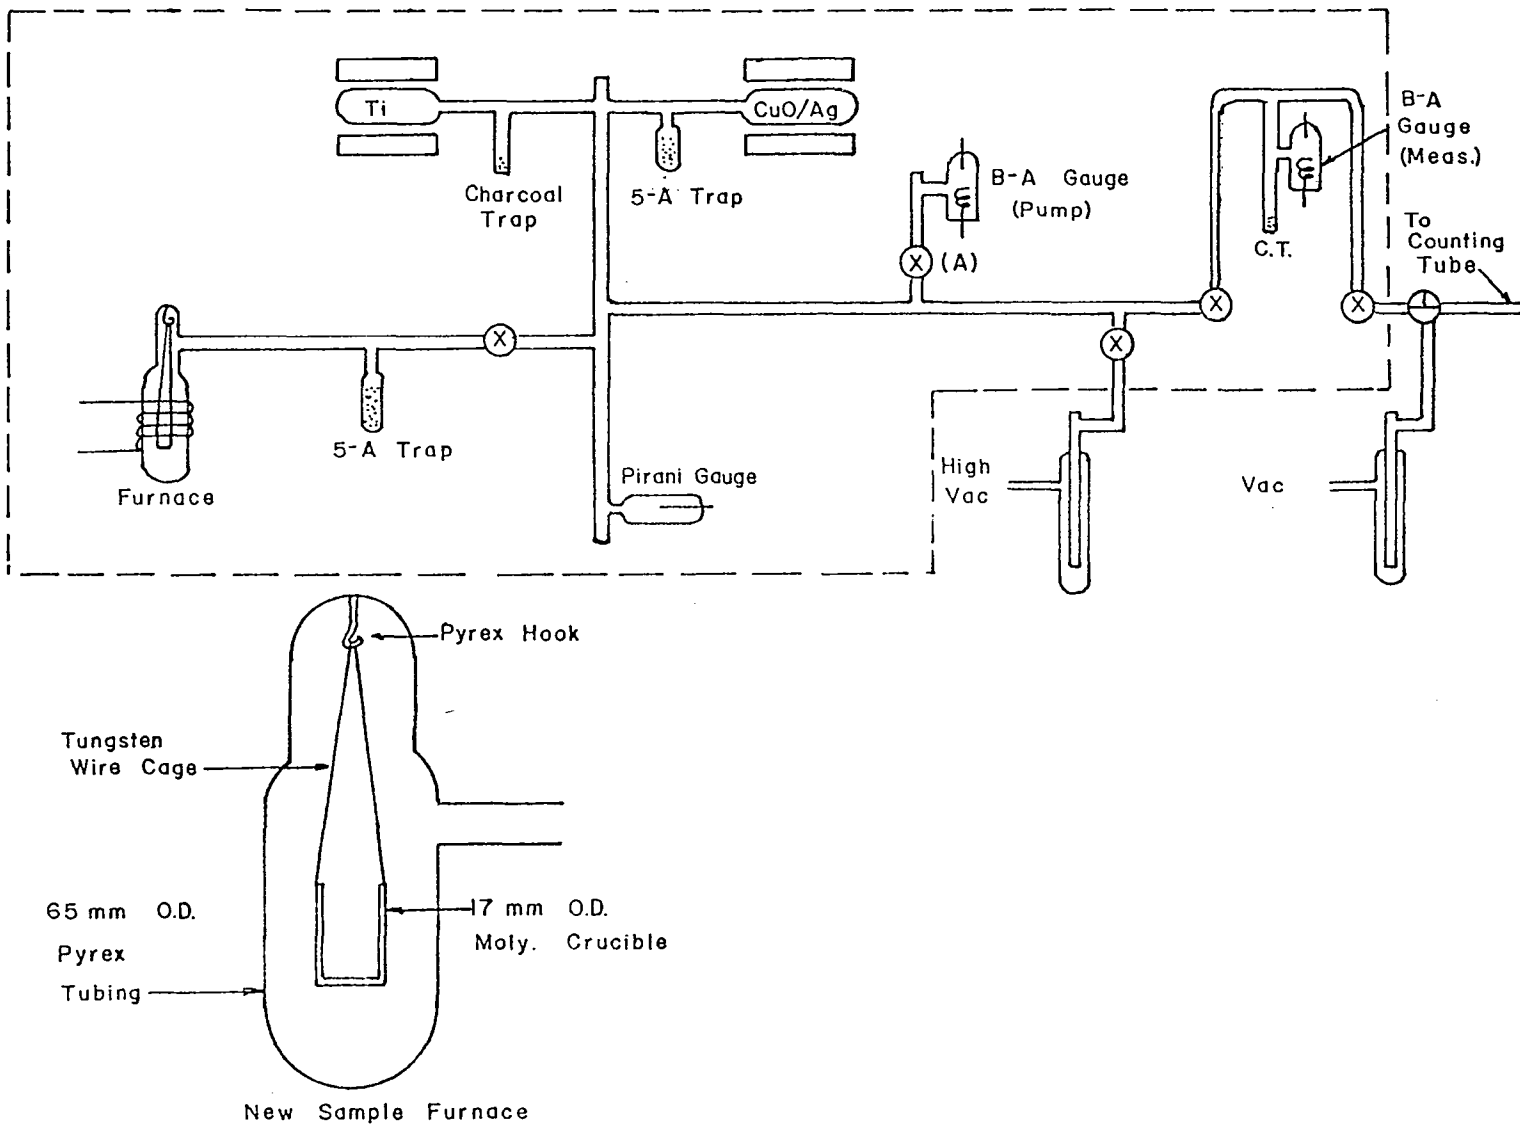 Ti
CuO/Ag
Charcoal
Trap
5-A Trap
B-A Gauge
(Pump)
(A)
B-A
Gauge
(Meas.)
C.T.
To
Counting
Tube
X
X
X
X
X
5-A Trap
Furnace
Pirani Gauge
High
Vac
Vac
Pyrex Hook
Tungsten
Wire Cage
65 mm O.D.
Pyrex
Tubing
17 mm O.D.
Moly. Crucible
New Sample Furnace